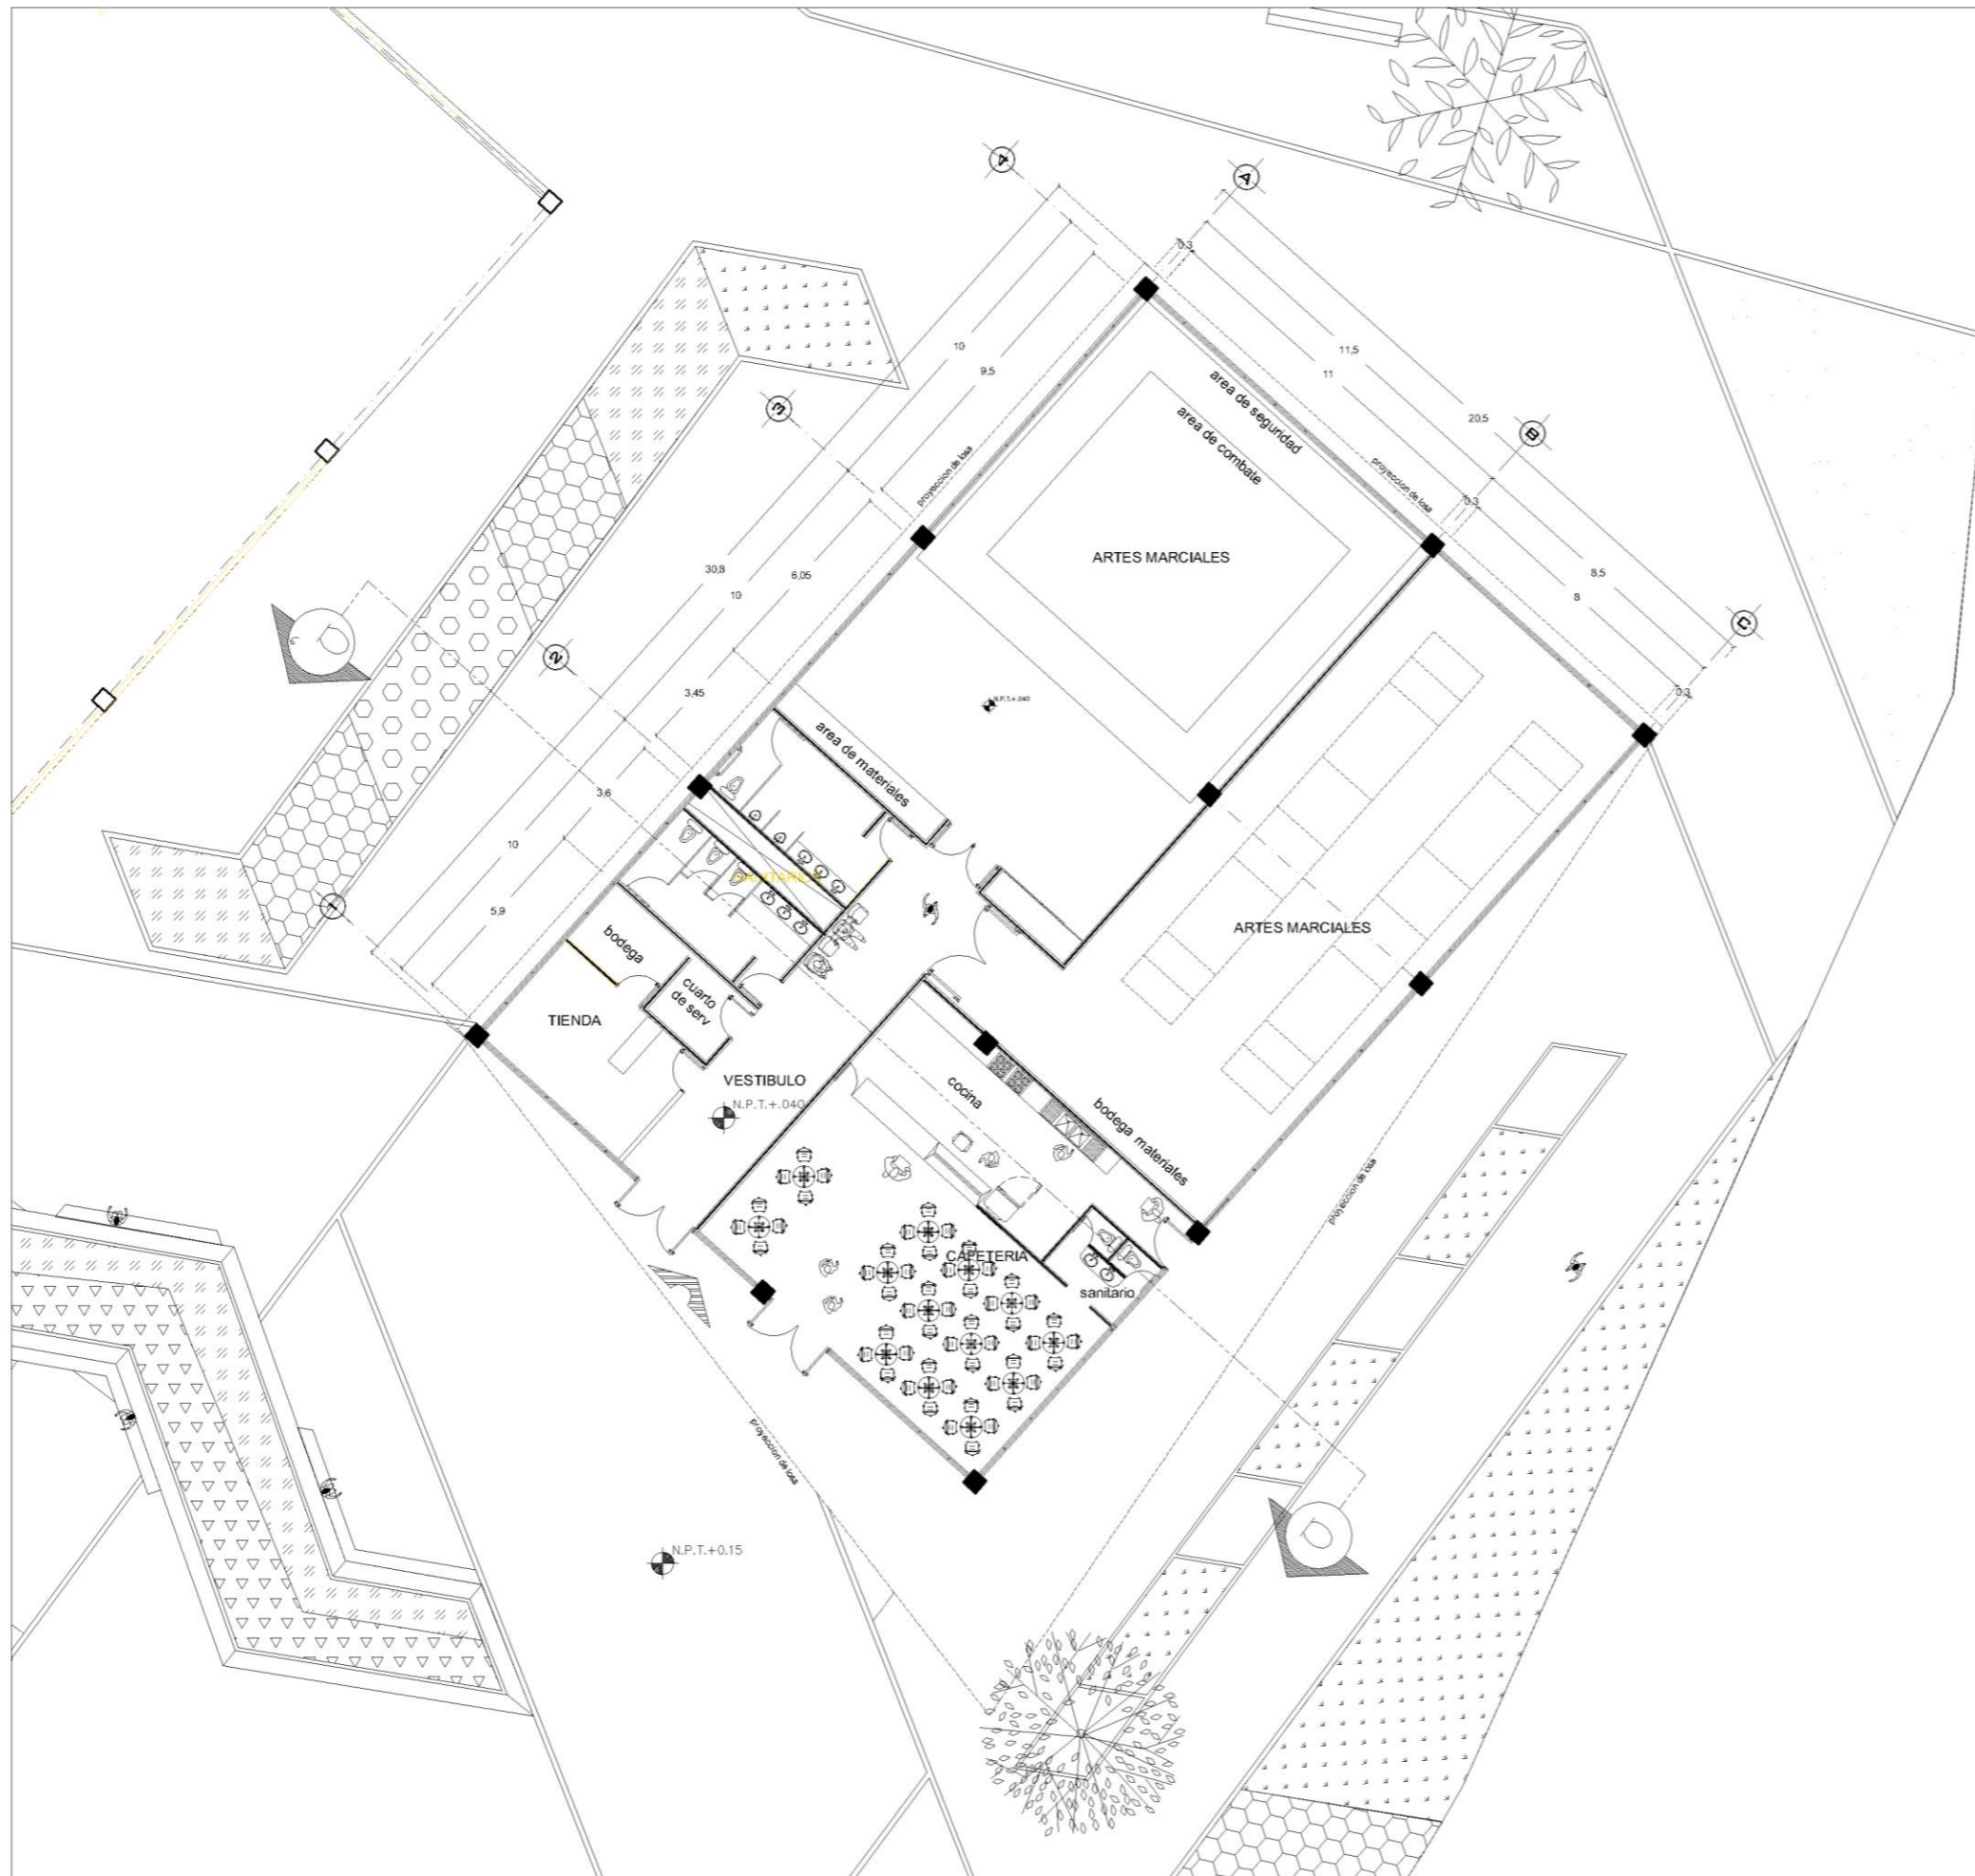 4
A
0,3
10
11,5
9,5
11
area de seguridad
3
area de combate
20,5
B
proyeccion de losa
proyeccion de losa
0,3
ARTES MARCIALES
30,8
6,05
8,5
10
8
C
2
3,45
0,3
N.P.T.+.040
area de materiales
3,6
10
SANITARIOS
1
5,9
bodega
ARTES MARCIALES
cuarto
de serv
TIENDA
VESTIBULO
N.P.T.+.040
cocina
bodega materiales
proyeccion de losa
CAFETERIA
sanitario
proyeccion de losa
N.P.T.+0.15